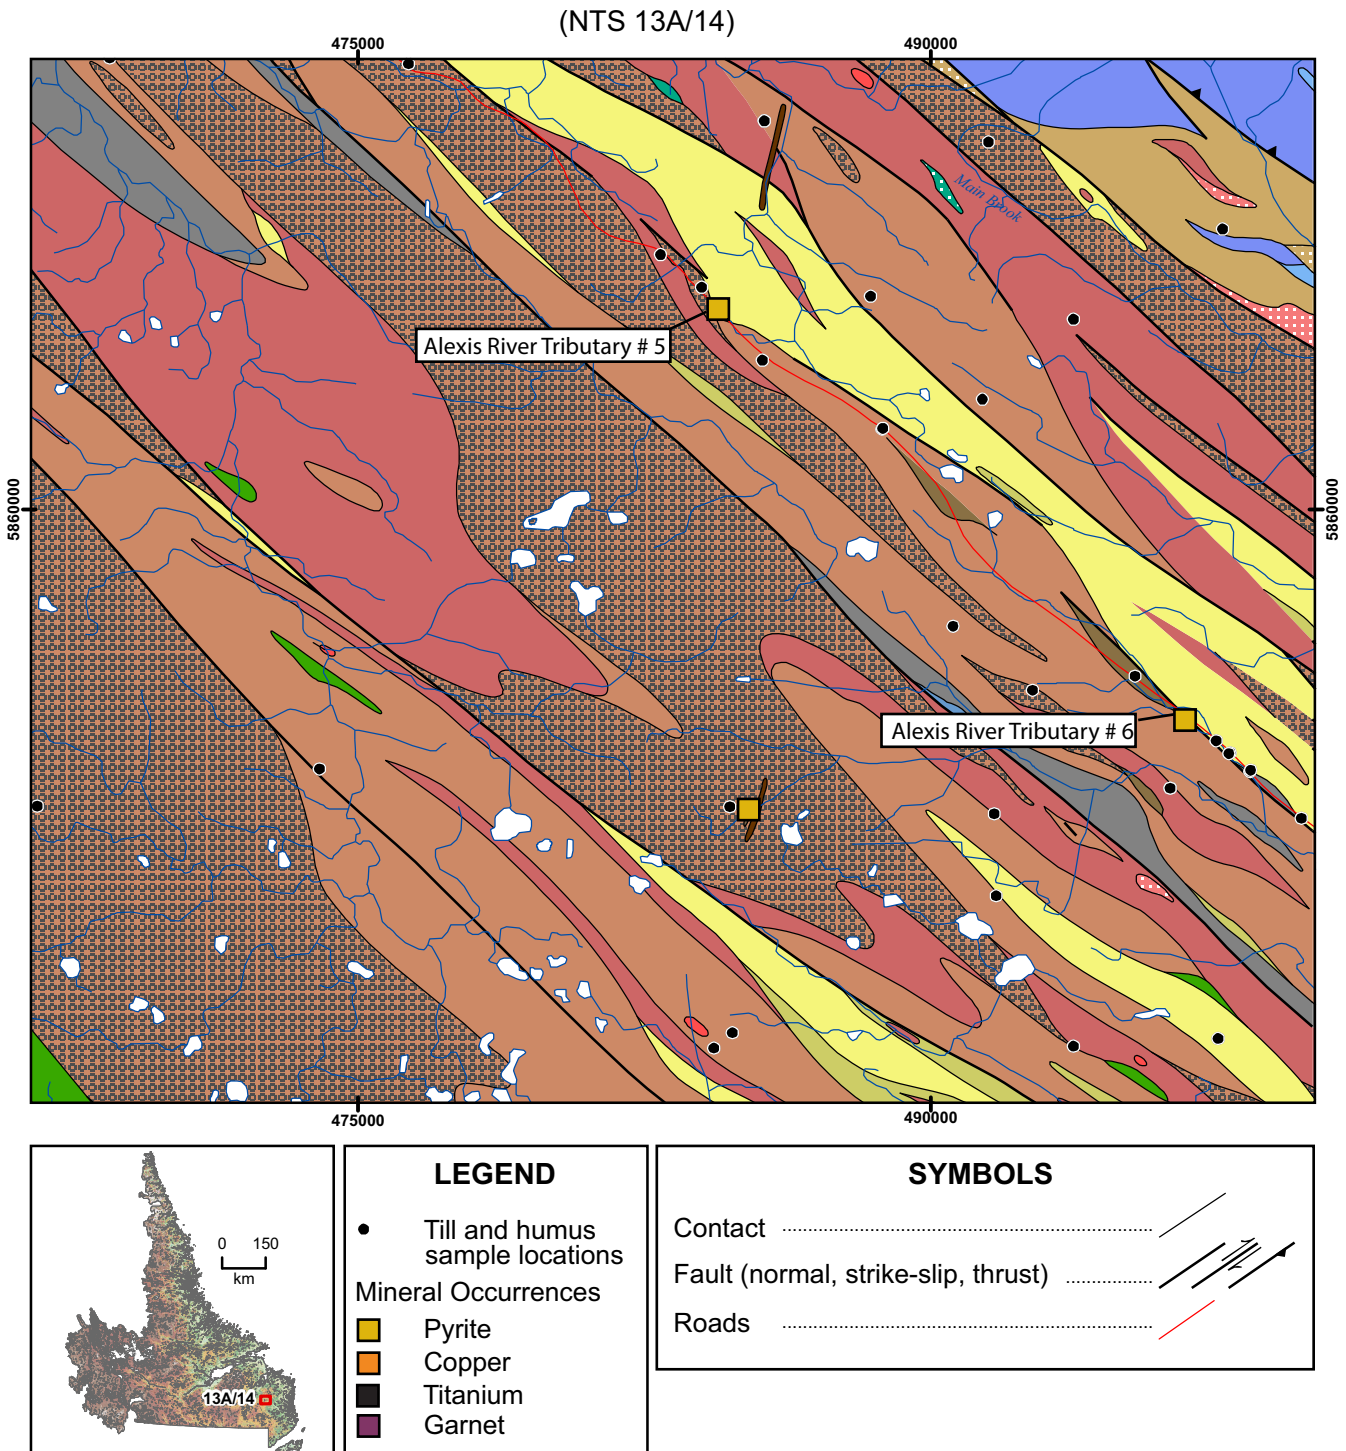 (NTS 13A/14)
475000
490000
Main Brook
Alexis River Tributary # 5
5860000
5860000
Alexis River Tributary # 6
475000
490000
LEGEND
Till and humus
sample locations
Mineral Occurrences
Pyrite
Copper
Titanium
Garnet
SYMBOLS
Contact
Fault (normal, strike-slip, thrust)
Roads
0 150
km
13A/14